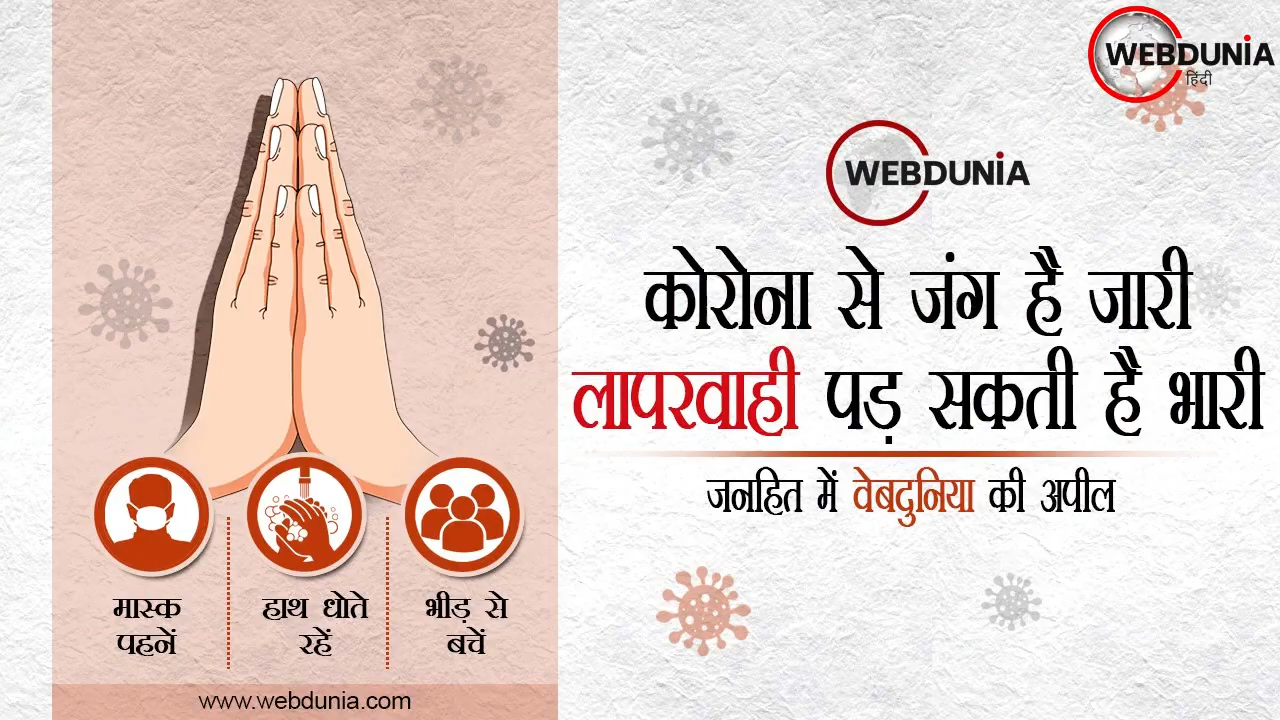 WEBDUNIA
हिंदी
WEBDUNIA
कोरोना से जंग है जारी
लापरवाही पड़ सकती है भारी
जनहित में वेबदुनिया की अपील
मास्क
पहनें
हाथ धोते
रहें
भीड़ से
बचें
www.webdunia.com